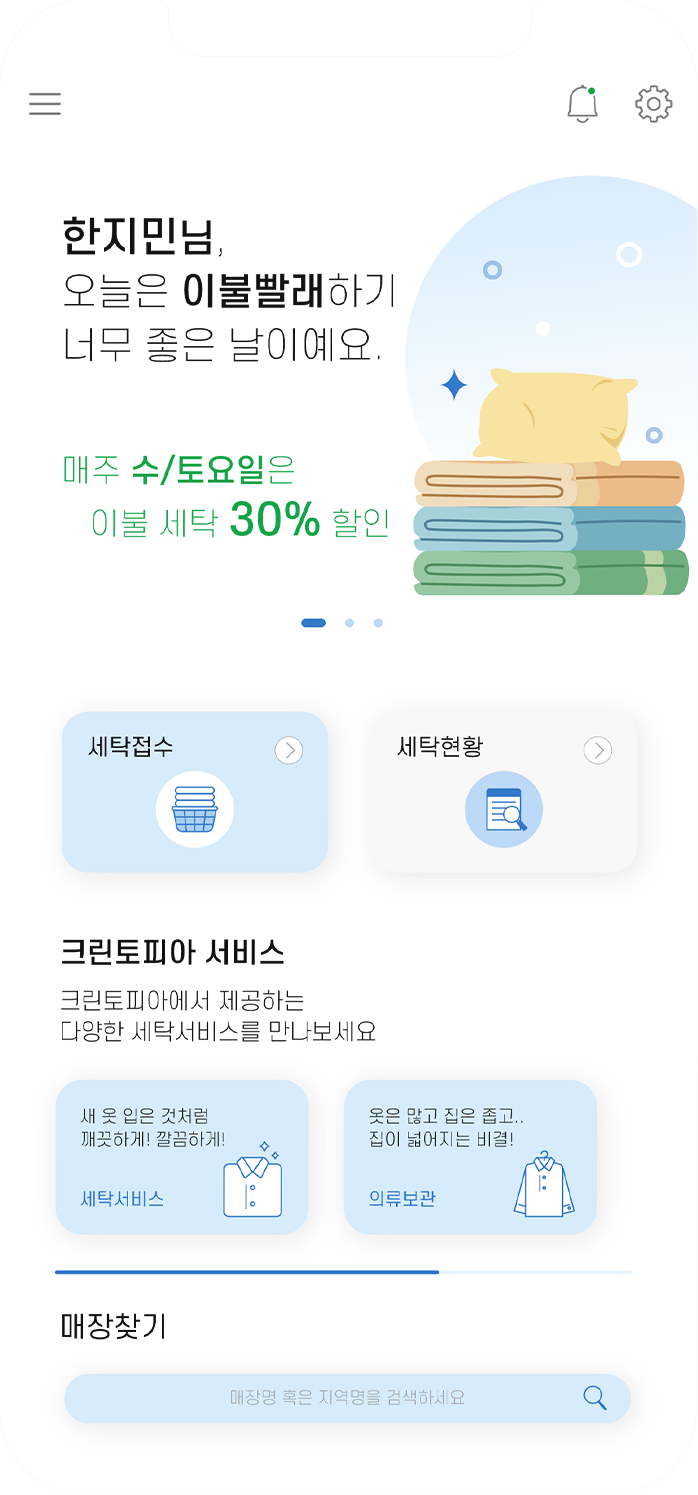 한지민님,
오늘은 이불빨래하기
너무 좋은 날이예요.
매주 수/토요일은
이불 세탁 30% 할인
세탁접수
세탁현황
크린토피아 서비스
크린토피아에서 제공하는
다양한 세탁서비스를 만나보세요
새 옷 입은 것처럼
깨끗하게! 깔끔하게!
세탁서비스
옷은 많고 집은 좁고..
집이 넓어지는 비결!
의류보관
매장찾기
매장명 혹은 지역명을 검색하세요